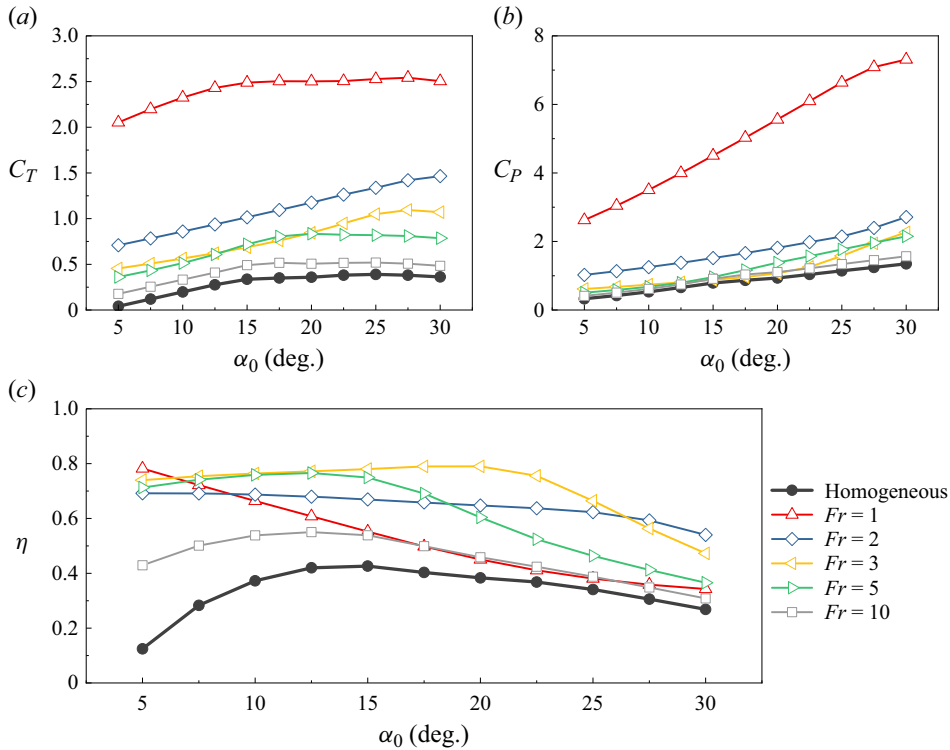 (a)
3.0
2.5
2.0
C_T 1.5
1.0
0.5
0
5 10 15 20 25 30
α₀ (deg.)
(b)
8
6
C_P 4
2
0
5 10 15 20 25 30
α₀ (deg.)
(c)
1.0
0.8
0.6
η
0.4
0.2
0
5 10 15 20 25 30
α₀ (deg.)
Homogeneous
Fr = 1
Fr = 2
Fr = 3
Fr = 5
Fr = 10